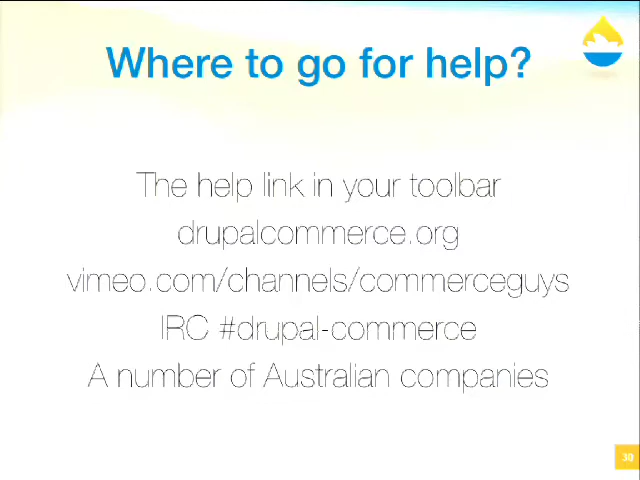 Where to go for help?
The help link in your toolbar
drupalcommerce.org
vimeo.com/channels/commerceguys
IRC #drupal-commerce
A number of Australian companies
30